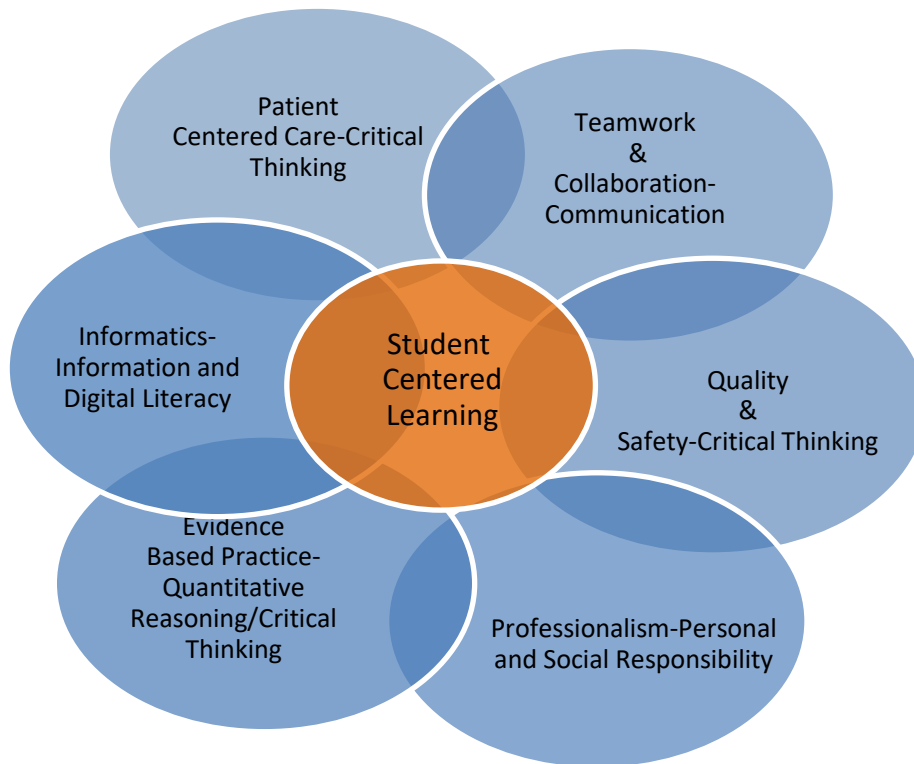 Patient
Centered Care-Critical
Thinking
Teamwork
&
Collaboration-
Communication
Informatics-
Information and
Digital Literacy
Student
Centered
Learning
Quality
&
Safety-Critical Thinking
Evidence
Based Practice-
Quantitative
Reasoning/Critical
Thinking
Professionalism-Personal
and Social Responsibility